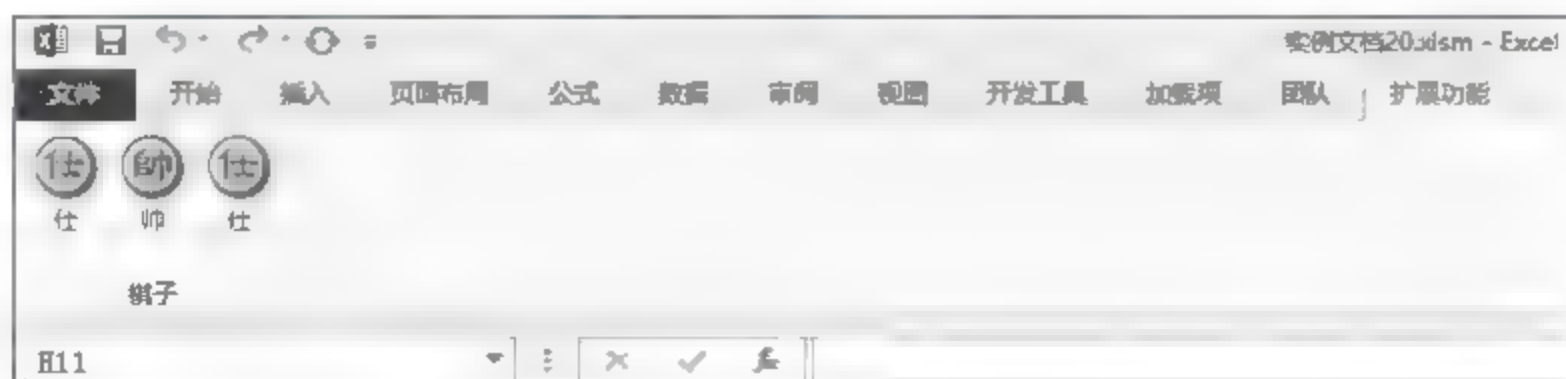 实例文档20.xlsm - Excel
文件 开始 插入 页面布局 公式 数据 审阅 视图 开发工具 加载项 团队 扩展功能
仕 帥 仕
仕 帅 仕
棋子
H11